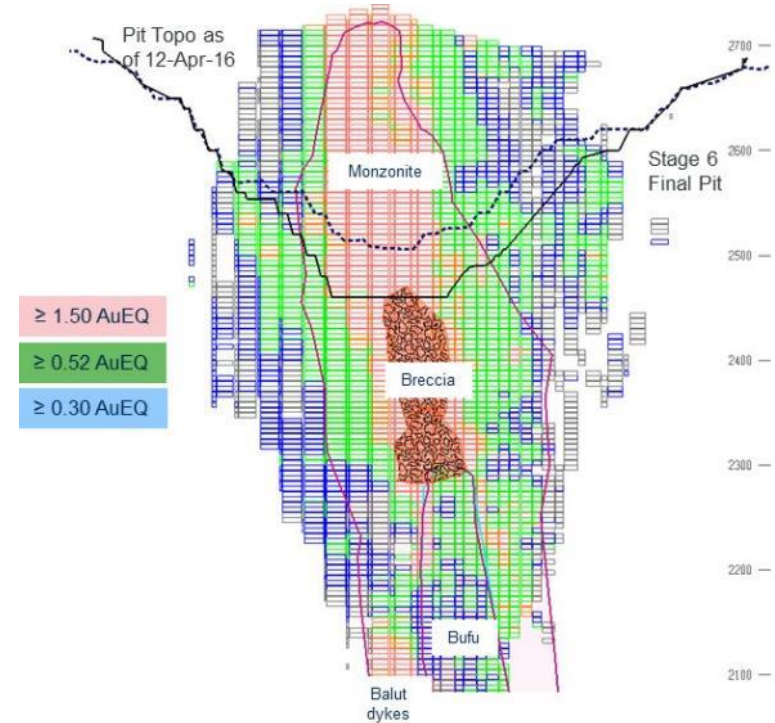 Pit Topo as
of 12-Apr-16
2700
2600
Monzonite
Stage 6
Final Pit
2500
≥ 1.50 AuEQ
≥ 0.52 AuEQ
≥ 0.30 AuEQ
2400
Breccia
2300
2200
Bufu
2100
Balut
dykes